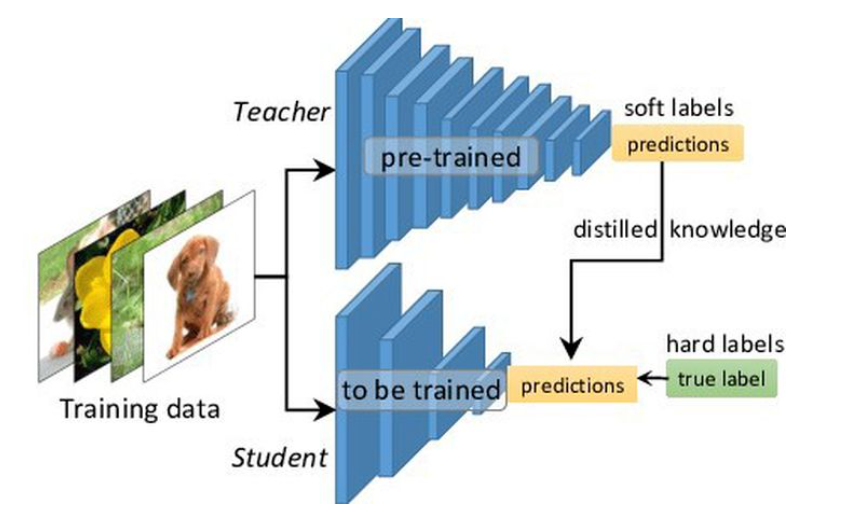 Teacher
soft labels
pre-trained
predictions
distilled knowledge
hard labels
to be trained
predictions
true label
Training data
Student